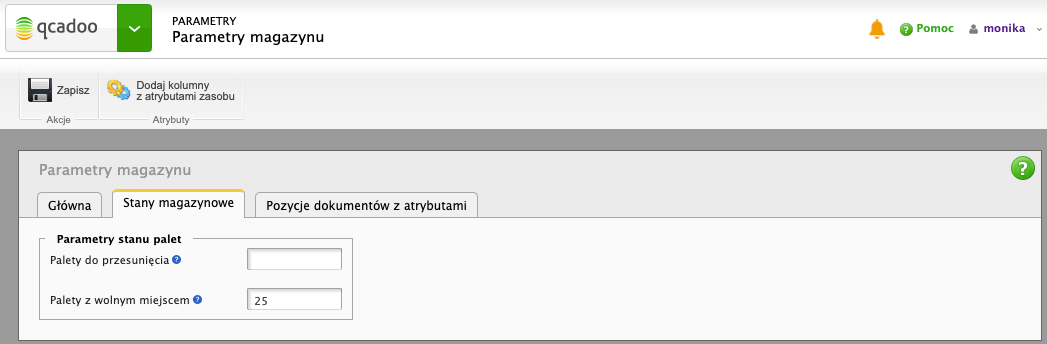 qcadoo
PARAMETRY
Parametry magazynu
? Pomoc
monika
Zapisz
Dodaj kolumny
z atrybutami zasobu
Akcje
Atrybuty
Parametry magazynu
?
Główna
Stany magazynowe
Pozycje dokumentów z atrybutami
Parametry stanu palet
Palety do przesunięcia ?
Palety z wolnym miejscem ? 25